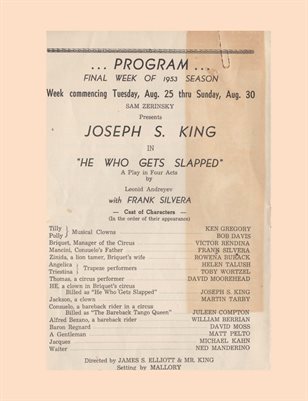 ... PROGRAM ...
FINAL WEEK OF 1953 SEASON
Week commencing Tuesday, Aug. 25 thru Sunday, Aug. 30
SAM ZERINSKY
Presents
JOSEPH S. KING
IN
"HE WHO GETS SLAPPED"
A Play in Four Acts
by
Leonid Andreyev
with FRANK SILVERA
— Cast of Characters —
(In the order of their appearance)
Tilly } Musical Clowns KEN GREGORY
Polly } BOB DAVIS
Briquet, Manager of the Circus VICTOR RENDINA
Mancini, Consuelo's Father FRANK SILVERA
Zinida, a lion tamer, Briquet's wife ROWENA BURACK
Angelica } Trapeze performers HELEN TALUSH
Triestina } TOBY WORTZEL
Thomas, a circus performer DAVID MOOREHEAD
HE, a clown in Briquet's circus
Billed as "He Who Gets Slapped" JOSEPH S. KING
Jackson, a clown MARTIN TARBY
Consuelo, a bareback rider in a circus
Billed as "The Bareback Tango Queen" JULEEN COMPTON
Alfred Bezano, a bareback rider WILLIAM BERRIAN
Baron Regnard DAVID MOSS
A Gentleman MATT PELTO
Jacques MICHAEL KAHN
Waiter NED MANDERINO
Directed by JAMES S. ELLIOTT & MR. KING
Setting by MALLORY